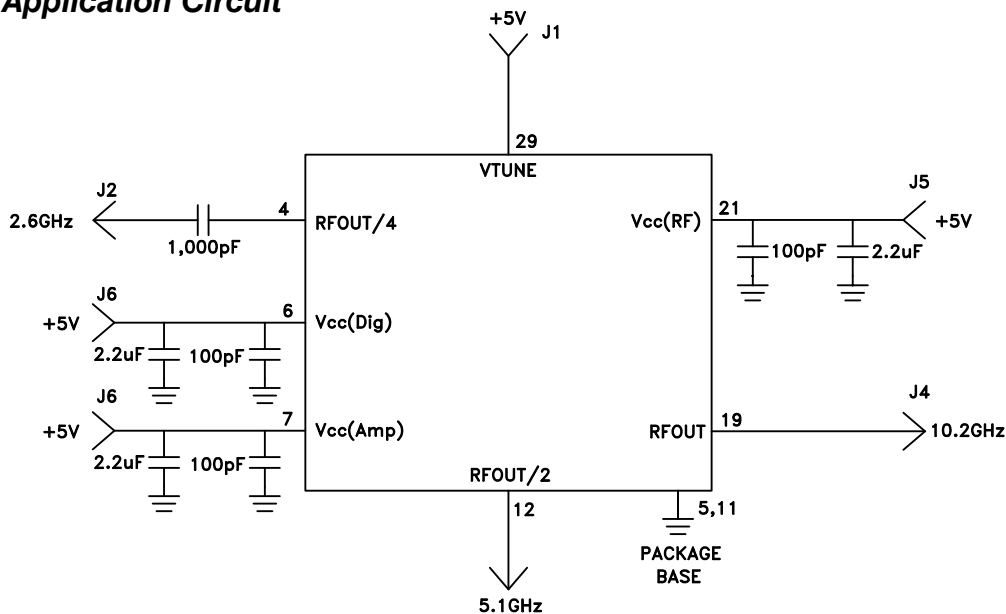 Application Circuit
+5V
J1
29
VTUNE
J2
2.6GHz
1,000pF
4
RFOUT/4
Vcc(RF)
21
J5
+5V
100pF
2.2uF
J6
+5V
6
Vcc(Dig)
2.2uF
100pF
J6
+5V
7
Vcc(Amp)
2.2uF
100pF
RFOUT
19
J4
10.2GHz
RFOUT/2
12
5.1GHz
5,11
PACKAGE
BASE